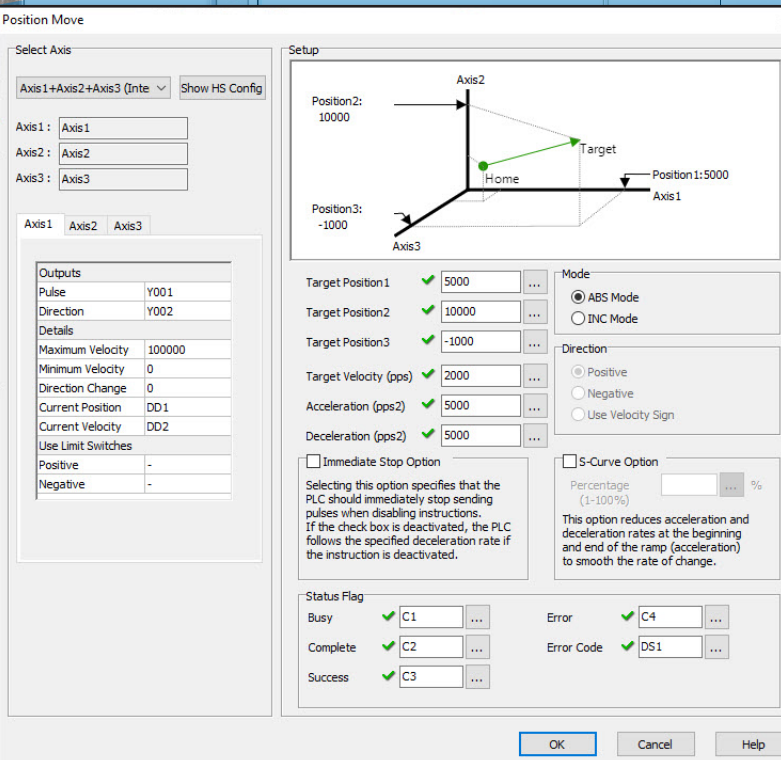 Position Move
Select Axis
Axis1+Axis2+Axis3 (Inte
Show HS Config
Axis1 : Axis1
Axis2 : Axis2
Axis3 : Axis3
Axis1 Axis2 Axis3
Outputs
Pulse Y001
Direction Y002
Details
Maximum Velocity 100000
Minimum Velocity 0
Direction Change 0
Current Position DD1
Current Velocity DD2
Use Limit Switches
Positive -
Negative -
Setup
Axis2
Position2:
10000
Target
Home
Position1:5000
Axis1
Position3:
-1000
Axis3
Target Position1 5000 ...
Target Position2 10000 ...
Target Position3 -1000 ...
Target Velocity (pps) 2000 ...
Acceleration (pps2) 5000 ...
Deceleration (pps2) 5000 ...
Mode
ABS Mode
INC Mode
Direction
Positive
Negative
Use Velocity Sign
Immediate Stop Option
Selecting this option specifies that the
PLC should immediately stop sending
pulses when disabling instructions.
If the check box is deactivated, the PLC
follows the specified deceleration rate if
the instruction is deactivated.
S-Curve Option
Percentage ... %
(1-100%)
This option reduces acceleration and
deceleration rates at the beginning
and end of the ramp (acceleration)
to smooth the rate of change.
Status Flag
Busy C1 ... Error C4 ...
Complete C2 ... Error Code DS1 ...
Success C3 ...
OK Cancel Help